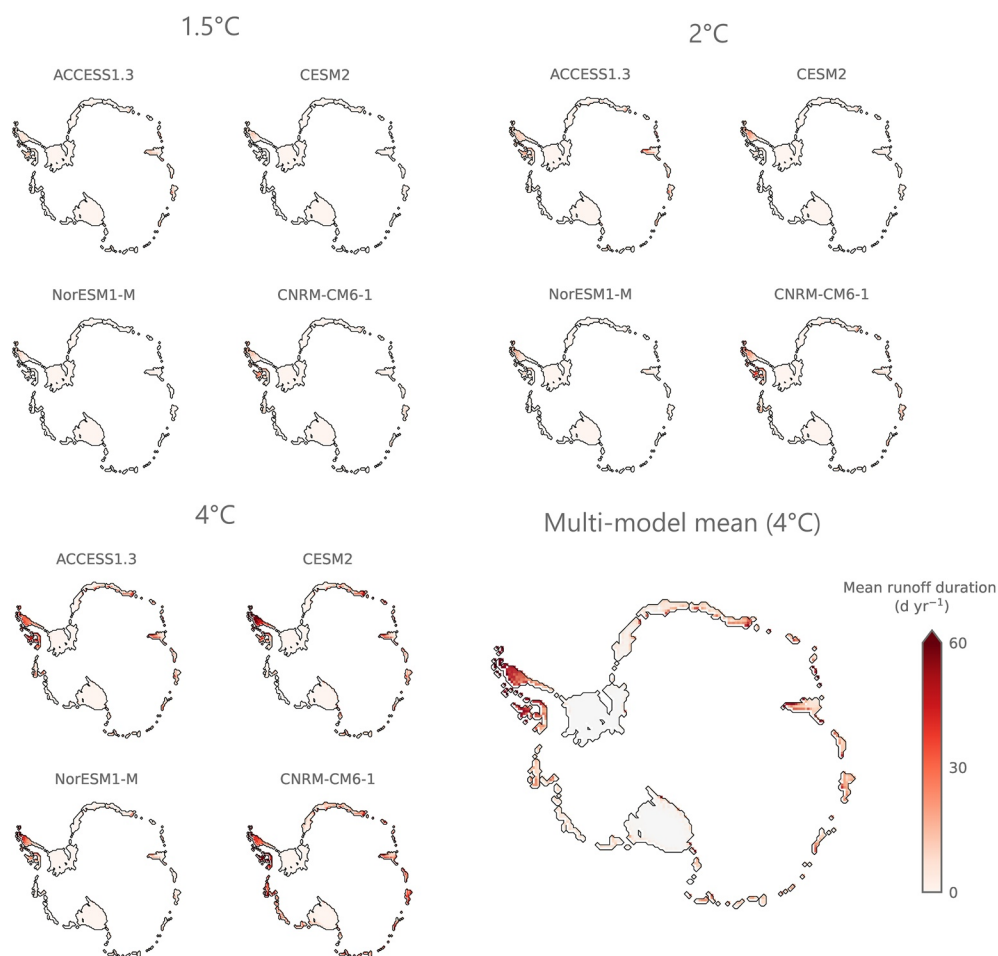 1.5°C
2°C
ACCESS1.3
CESM2
ACCESS1.3
CESM2
NorESM1-M
CNRM-CM6-1
NorESM1-M
CNRM-CM6-1
4°C
Multi-model mean (4°C)
ACCESS1.3
CESM2
NorESM1-M
CNRM-CM6-1
Mean runoff duration
(d yr⁻¹)
60
30
0